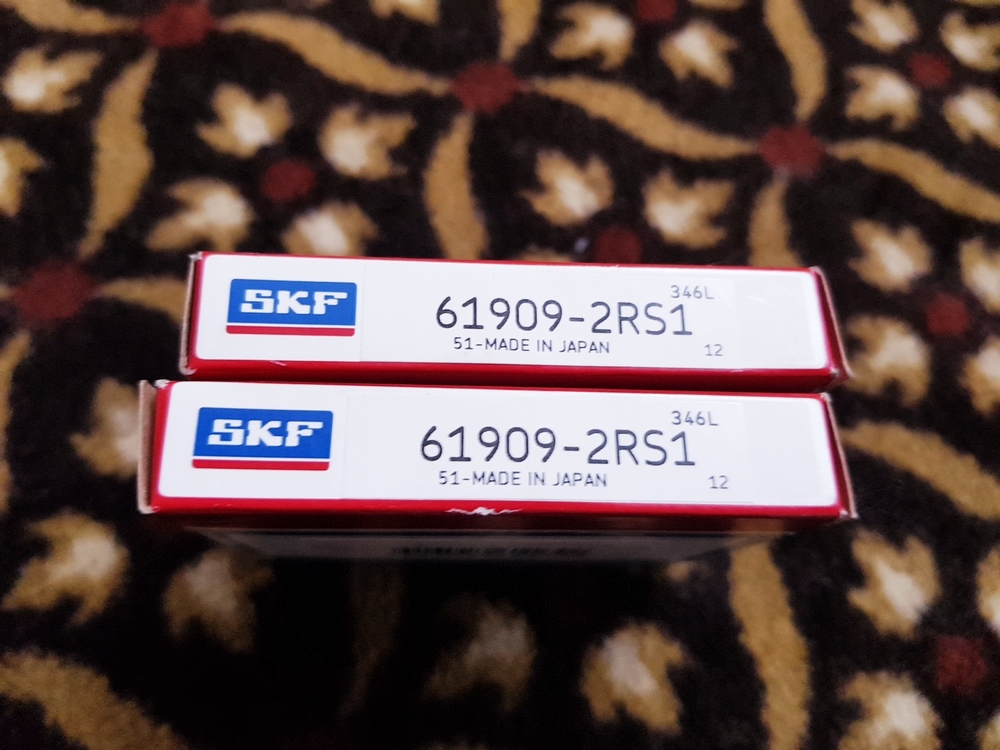 SKF
346L
61909-2RS1
51-MADE IN JAPAN
12
SKF
346L
61909-2RS1
51-MADE IN JAPAN
12